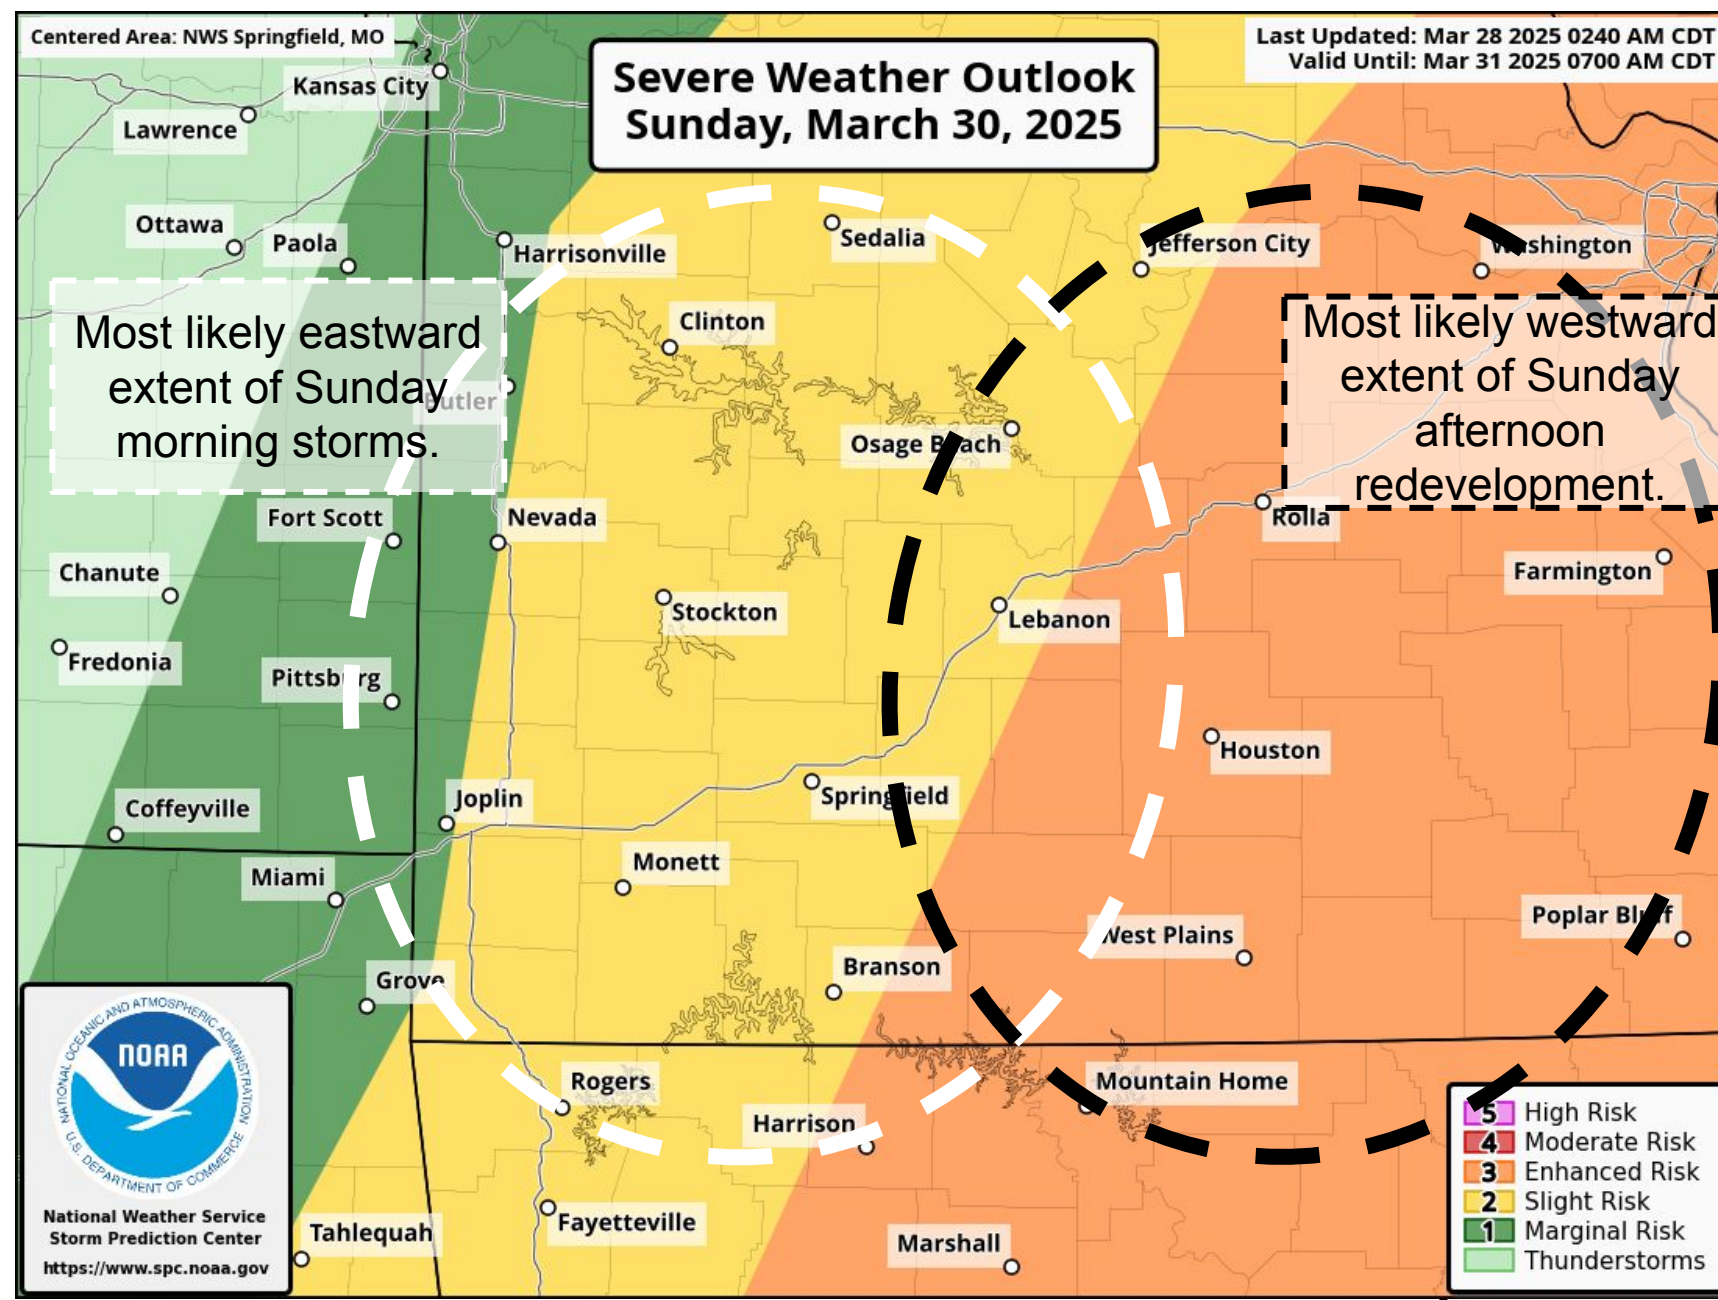 Centered Area: NWS Springfield, MO
Last Updated: Mar 28 2025 0240 AM CDT
Valid Until: Mar 31 2025 0700 AM CDT
Severe Weather Outlook
Sunday, March 30, 2025
Kansas City
Lawrence
Ottawa
Paola
Harrisonville
Sedalia
Jefferson City
Washington
Most likely eastward
extent of Sunday
morning storms.
Most likely westward
extent of Sunday
afternoon
redevelopment.
Clinton
Butler
Osage Beach
Fort Scott
Nevada
Rolla
Chanute
Farmington
Stockton
Lebanon
Fredonia
Pittsburg
Houston
Coffeyville
Joplin
Springfield
Monett
Miami
Poplar Bluff
West Plains
Branson
Grove
Rogers
Mountain Home
Harrison
Fayetteville
Tahlequah
Marshall
NATIONAL OCEANIC AND ATMOSPHERIC ADMINISTRATION
NOAA
U.S. DEPARTMENT OF COMMERCE
National Weather Service
Storm Prediction Center
https://www.spc.noaa.gov
5 High Risk
4 Moderate Risk
3 Enhanced Risk
2 Slight Risk
1 Marginal Risk
Thunderstorms